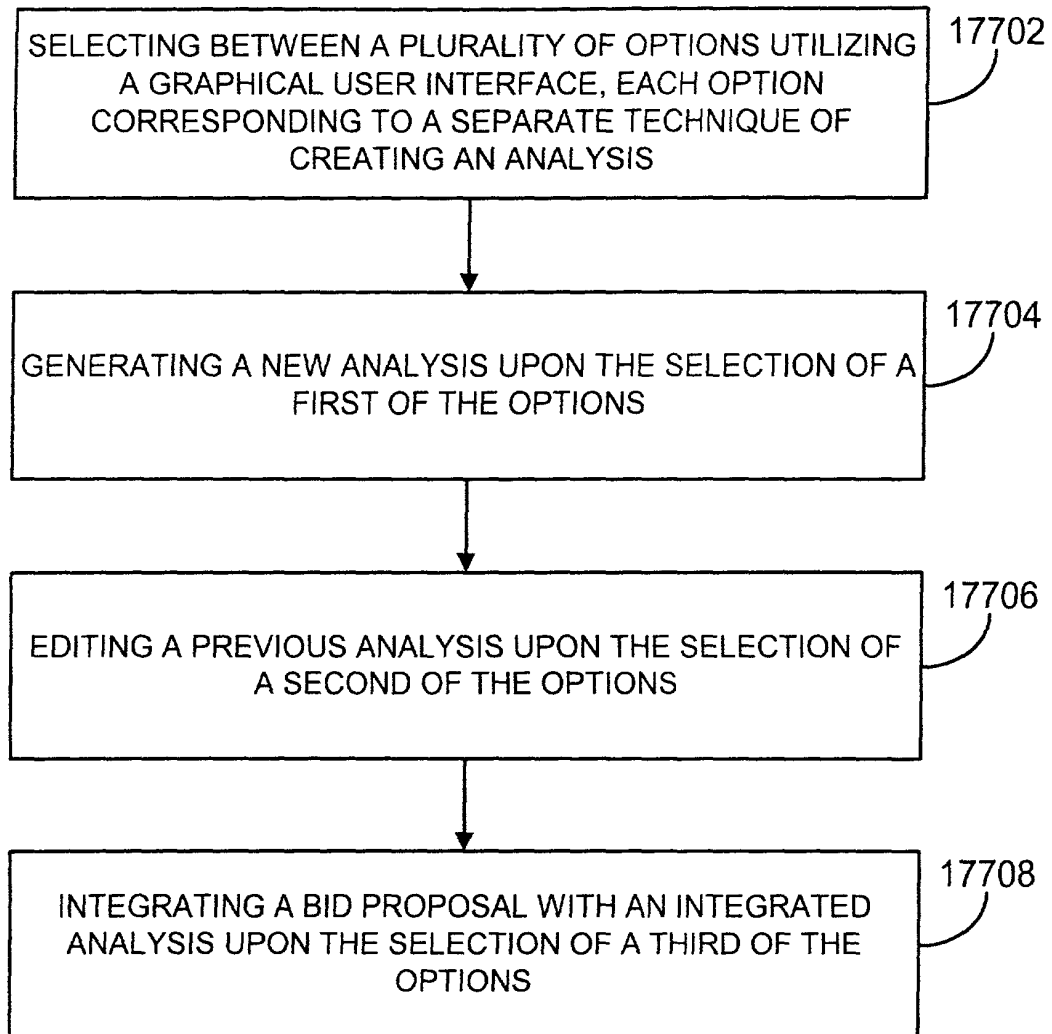 SELECTING BETWEEN A PLURALITY OF OPTIONS UTILIZING
17702
A GRAPHICAL USER INTERFACE, EACH OPTION
CORRESPONDING TO A SEPARATE TECHNIQUE OF
CREATING AN ANALYSIS
17704
GENERATING A NEW ANALYSIS UPON THE SELECTION OF A
FIRST OF THE OPTIONS
17706
EDITING A PREVIOUS ANALYSIS UPON THE SELECTION OF
A SECOND OF THE OPTIONS
17708
INTEGRATING A BID PROPOSAL WITH AN INTEGRATED
ANALYSIS UPON THE SELECTION OF A THIRD OF THE
OPTIONS